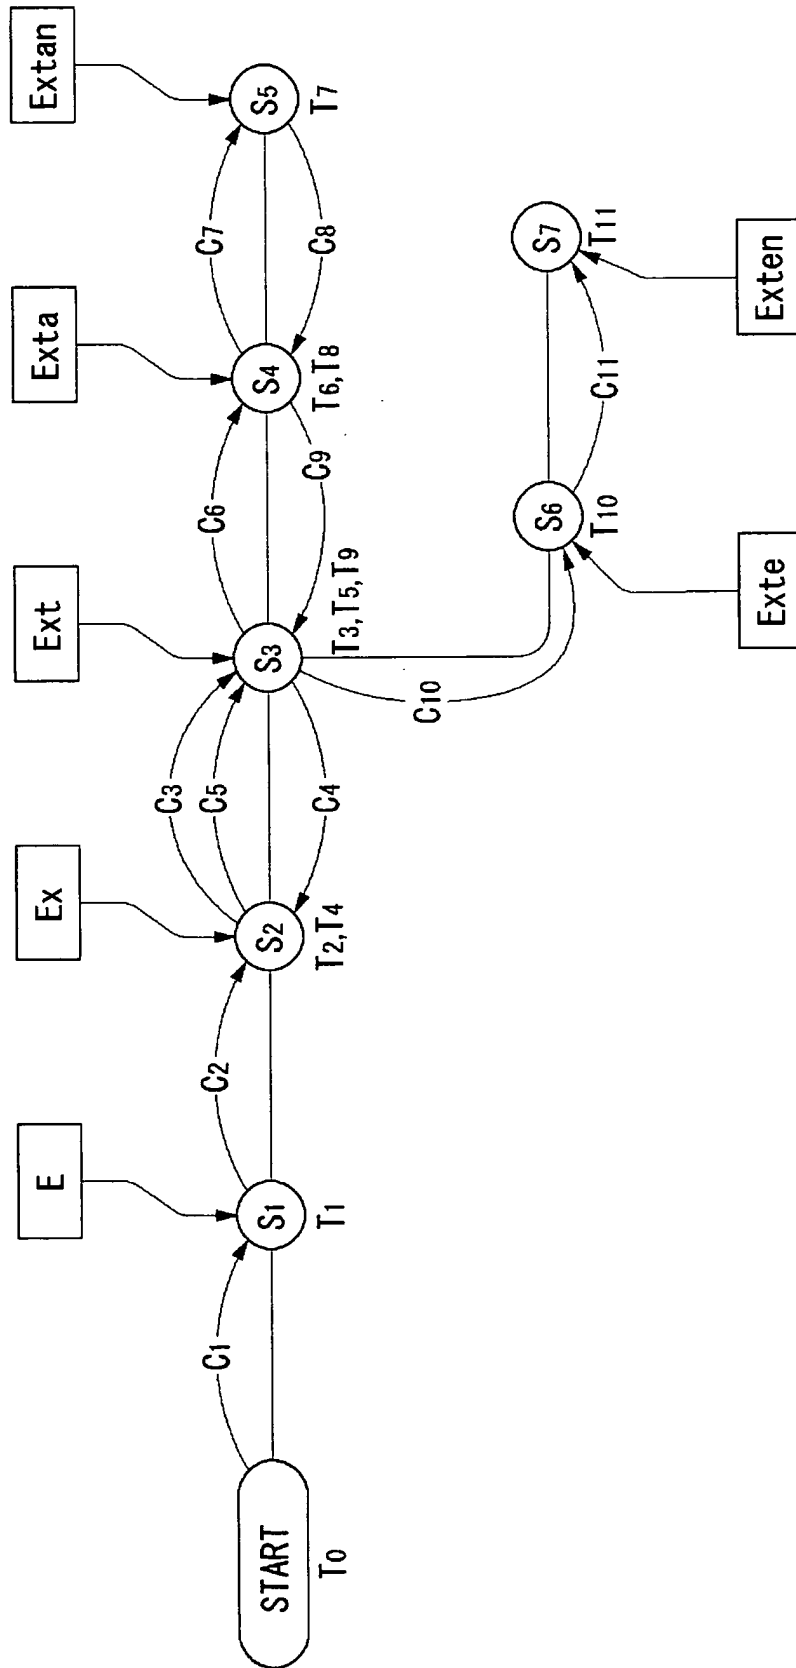 E
Ex
Ext
Exta
Extan
C1
C2
C3
C5
C4
C6
C9
C7
C8
START
S1
S2
S3
S4
S5
T0
T1
T2,T4
T3,T5,T9
T6,T8
T7
C10
C11
S6
S7
T10
T11
Exte
Exten